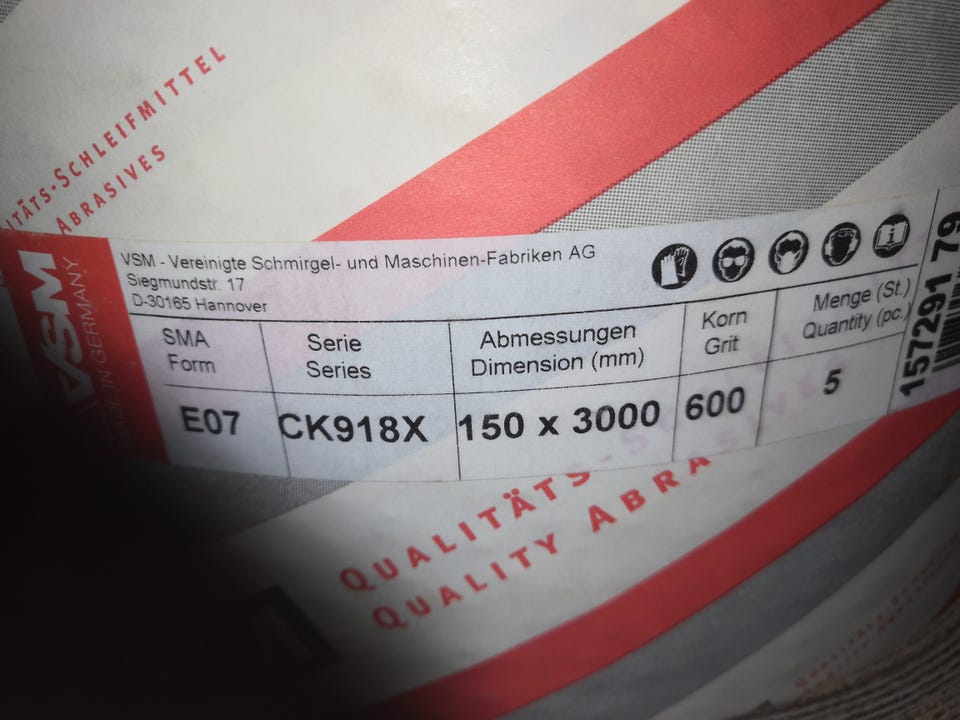 ITÄTS-SCHLEIFMITTEL
ABRASIVES
VSM
MADE IN GERMANY
VSM - Vereinigte Schmirgel- und Maschinen-Fabriken AG
Siegmundstr. 17
D-30165 Hannover
SMA
Form
Serie
Series
Abmessungen
Dimension (mm)
Korn
Grit
Menge (St.)
Quantity (pc.)
E07
CK918X
150 x 3000
600
5
157291 79
QUALITÄTS-S
QUALITY ABRASIVES